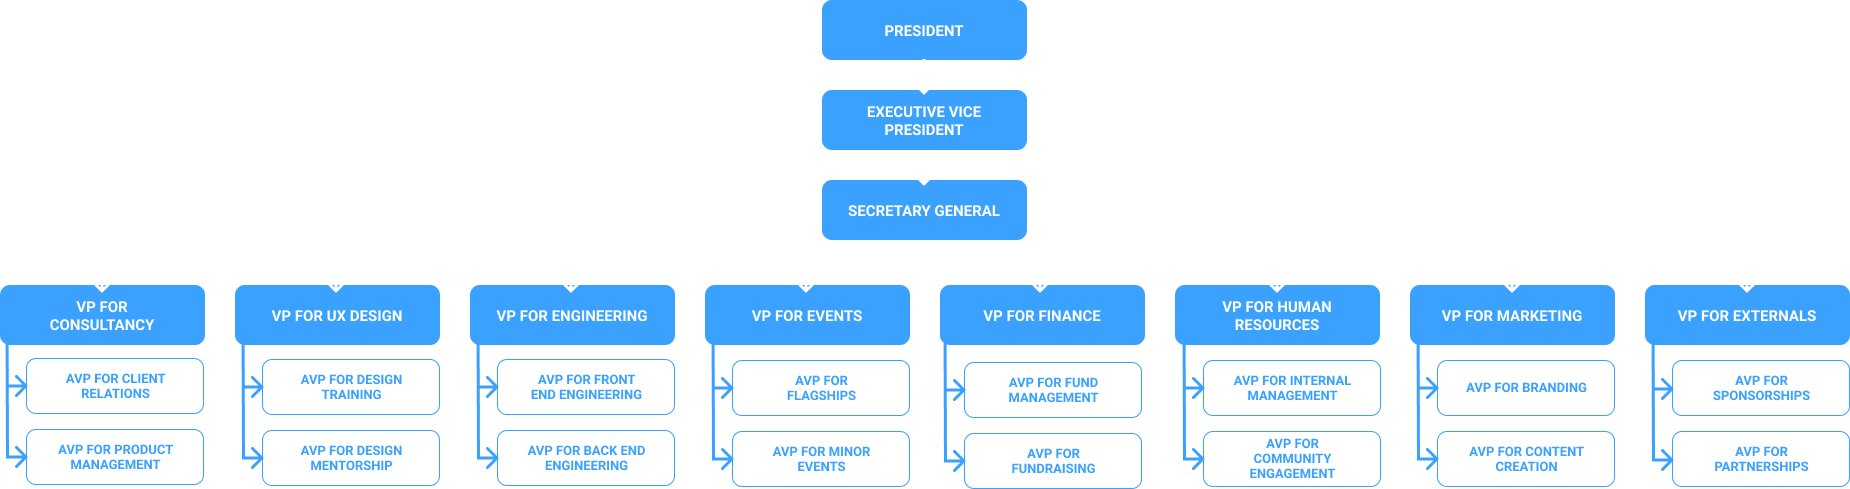 PRESIDENT
EXECUTIVE VICE
PRESIDENT
SECRETARY GENERAL
VP FOR
CONSULTANCY
AVP FOR CLIENT
RELATIONS
AVP FOR PRODUCT
MANAGEMENT
VP FOR UX DESIGN
AVP FOR DESIGN
TRAINING
AVP FOR DESIGN
MENTORSHIP
VP FOR ENGINEERING
AVP FOR FRONT
END ENGINEERING
AVP FOR BACK END
ENGINEERING
VP FOR EVENTS
AVP FOR
FLAGSHIPS
AVP FOR MINOR
EVENTS
VP FOR FINANCE
AVP FOR FUND
MANAGEMENT
AVP FOR
FUNDRAISING
VP FOR HUMAN
RESOURCES
AVP FOR INTERNAL
MANAGEMENT
AVP FOR
COMMUNITY
ENGAGEMENT
VP FOR MARKETING
AVP FOR BRANDING
AVP FOR CONTENT
CREATION
VP FOR EXTERNALS
AVP FOR
SPONSORSHIPS
AVP FOR
PARTNERSHIPS